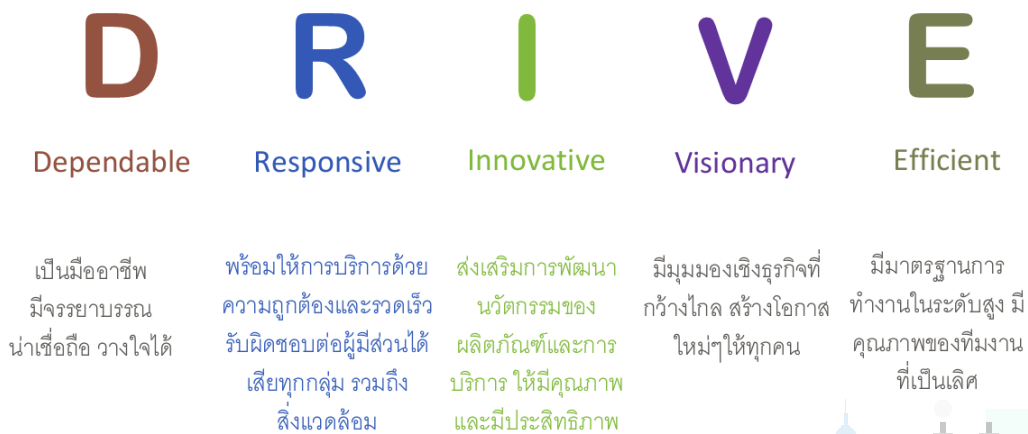 D R I V E
Dependable
Responsive
Innovative
Visionary
Efficient
เป็นมืออาชีพ
มีจรรยาบรรณ
น่าเชื่อถือ วางใจได้
พร้อมให้การบริการด้วย
ความถูกต้องและรวดเร็ว
รับผิดชอบต่อผู้มีส่วนได้
เสียทุกกลุ่ม รวมถึง
สิ่งแวดล้อม
ส่งเสริมการพัฒนา
นวัตกรรมของ
ผลิตภัณฑ์และการ
บริการ ให้มีคุณภาพ
และมีประสิทธิภาพ
มีมุมมองเชิงธุรกิจที่
กว้างไกล สร้างโอกาส
ใหม่ๆให้ทุกคน
มีมาตรฐานการ
ทำงานในระดับสูง มี
คุณภาพของทีมงาน
ที่เป็นเลิศ